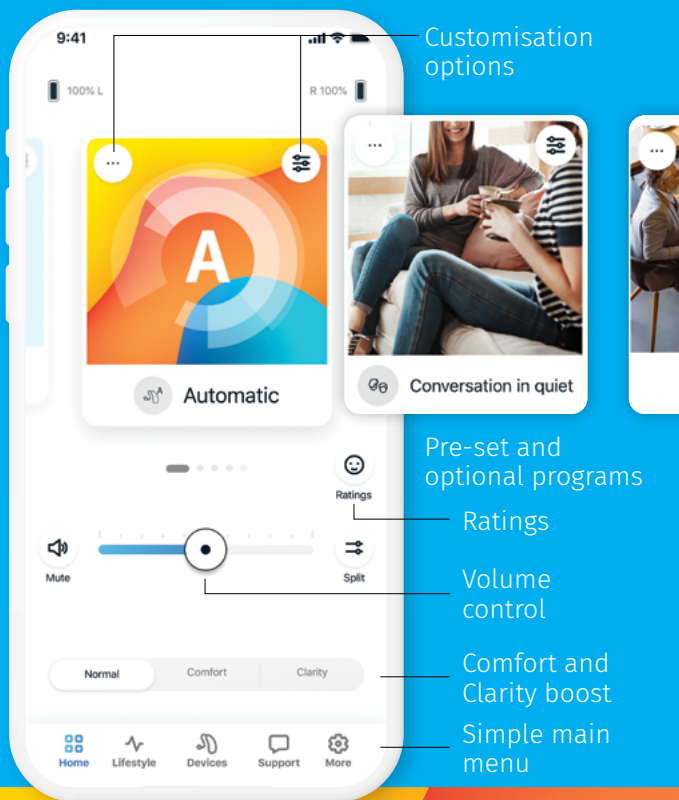 9:41
Customisation
options
100% L
R 100%
A
Automatic
Conversation in quiet
Pre-set and
optional programs
Ratings
Ratings
Mute
Split
Volume
control
Normal
Comfort
Clarity
Comfort and
Clarity boost
Home
Lifestyle
Devices
Support
More
Simple main
menu